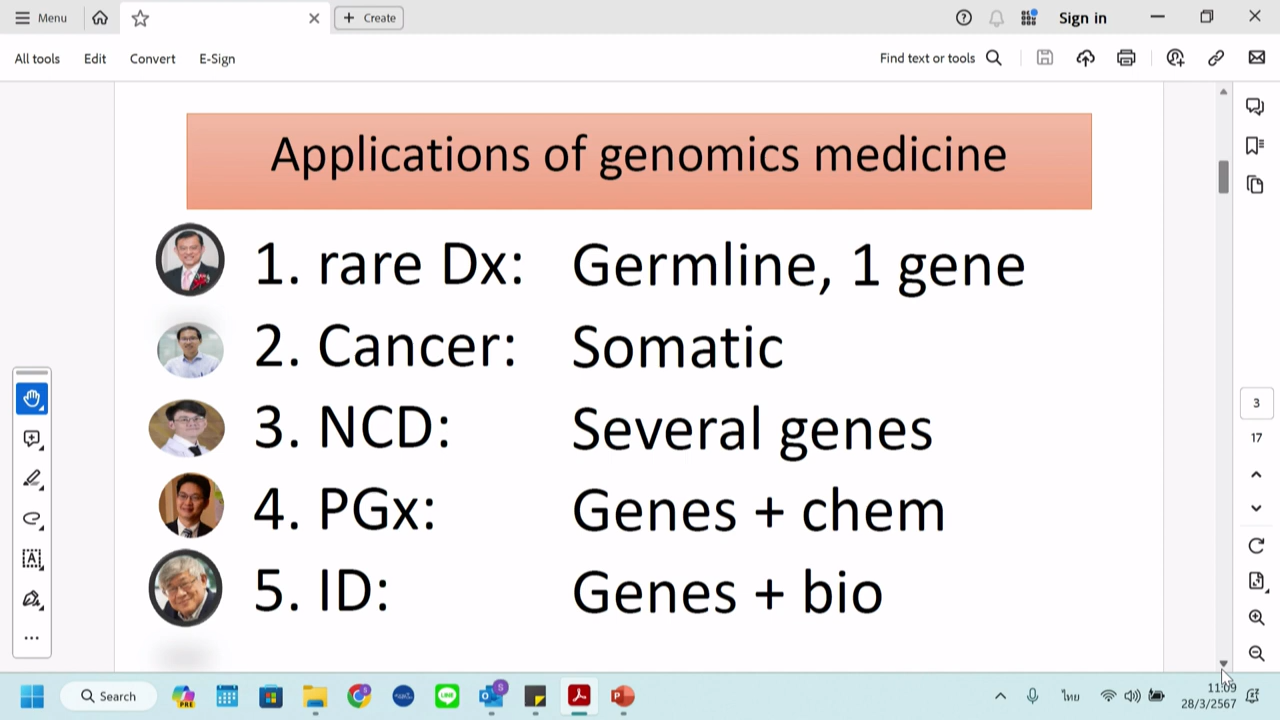 Menu
Create
Sign in
All tools
Edit
Convert
E-Sign
Find text or tools
Applications of genomics medicine
1. rare Dx: Germline, 1 gene
2. Cancer: Somatic
3. NCD: Several genes
4. PGx: Genes + chem
5. ID: Genes + bio
3
17
Search
PRE
LINE
S
ไทย
11:09
28/3/2567